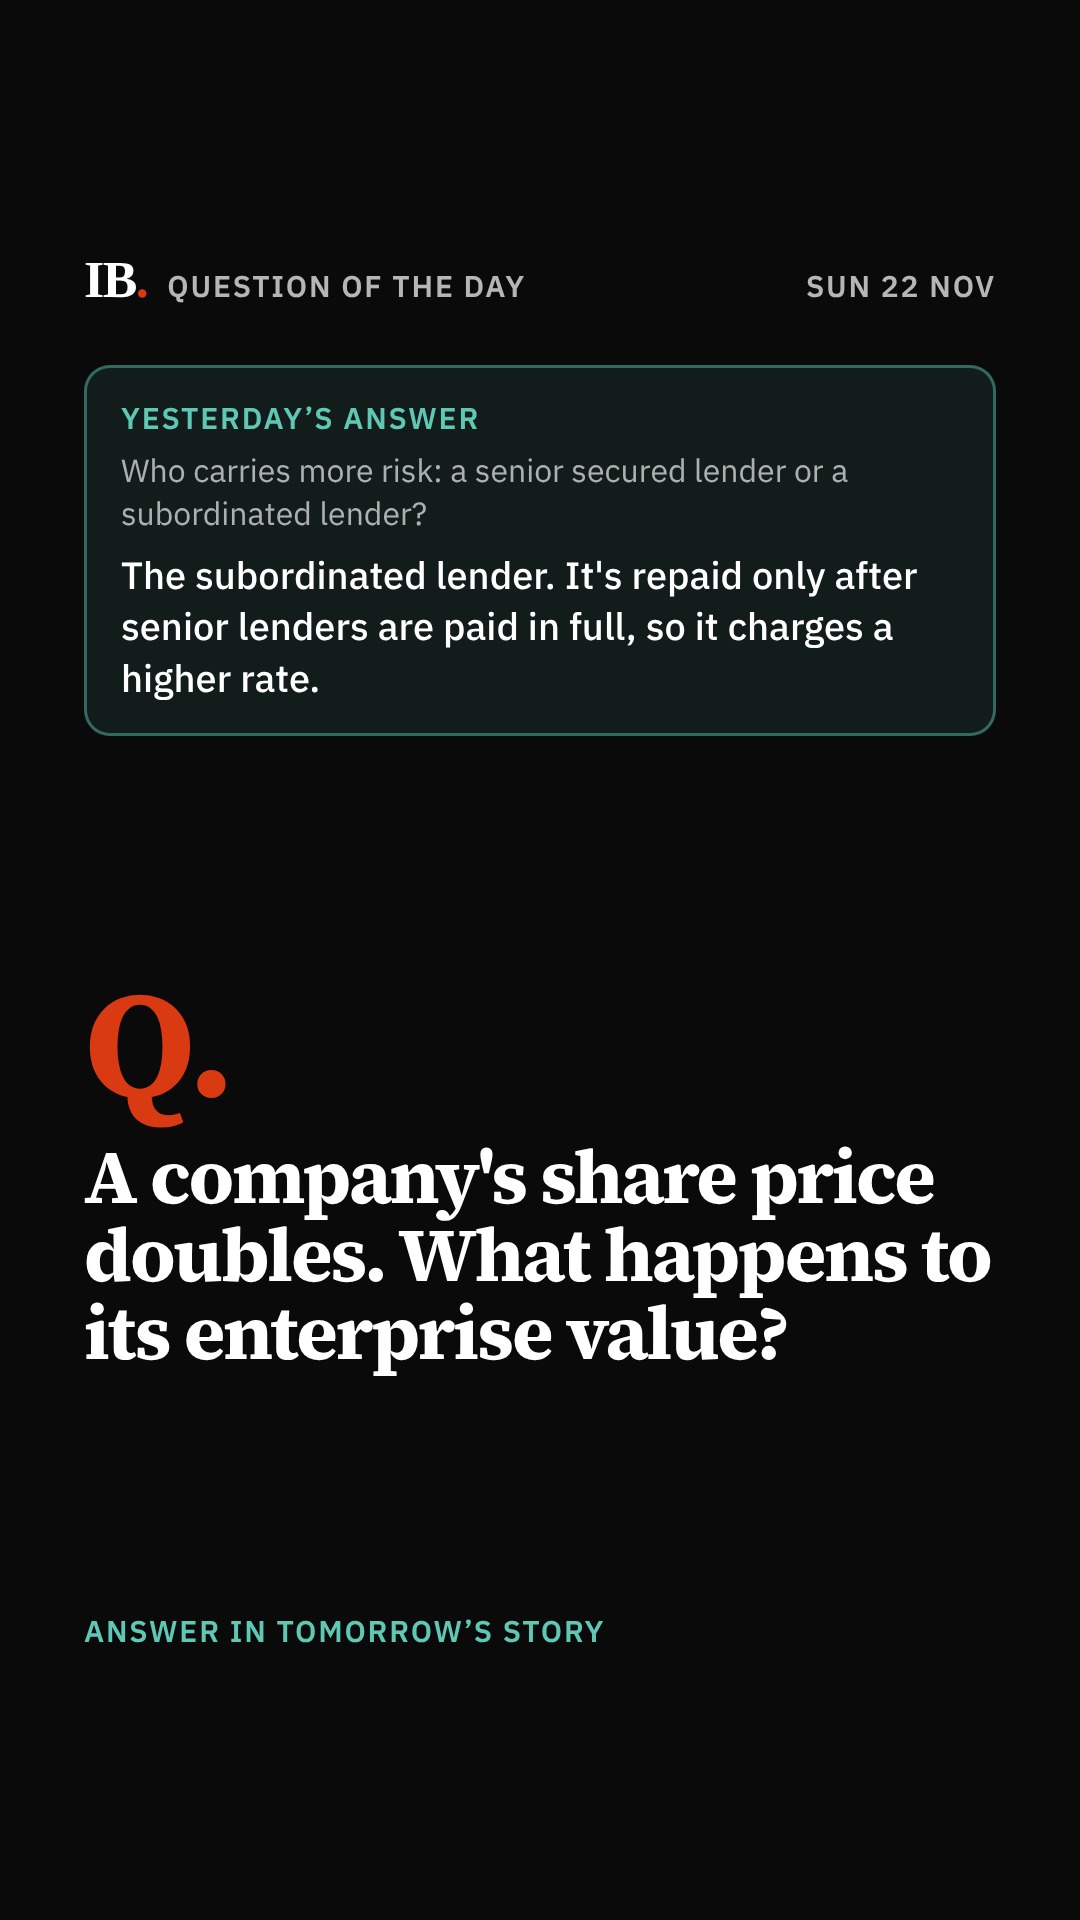 IB. QUESTION OF THE DAY SUN 22 NOV
YESTERDAY’S ANSWER
Who carries more risk: a senior secured lender or a
subordinated lender?
The subordinated lender. It's repaid only after
senior lenders are paid in full, so it charges a
higher rate.
Q.
A company's share price
doubles. What happens to
its enterprise value?
ANSWER IN TOMORROW’S STORY